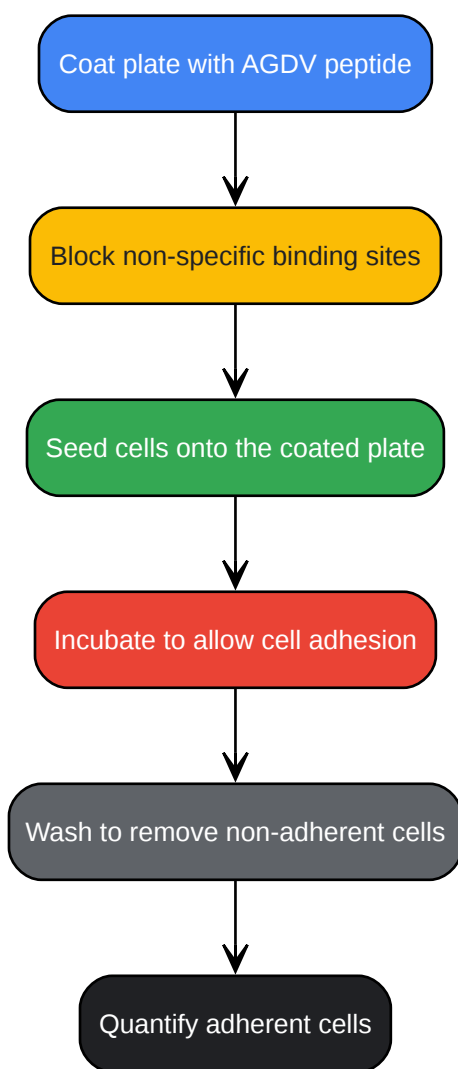 Coat plate with AGDV peptide
Block non-specific binding sites
Seed cells onto the coated plate
Incubate to allow cell adhesion
Wash to remove non-adherent cells
Quantify adherent cells